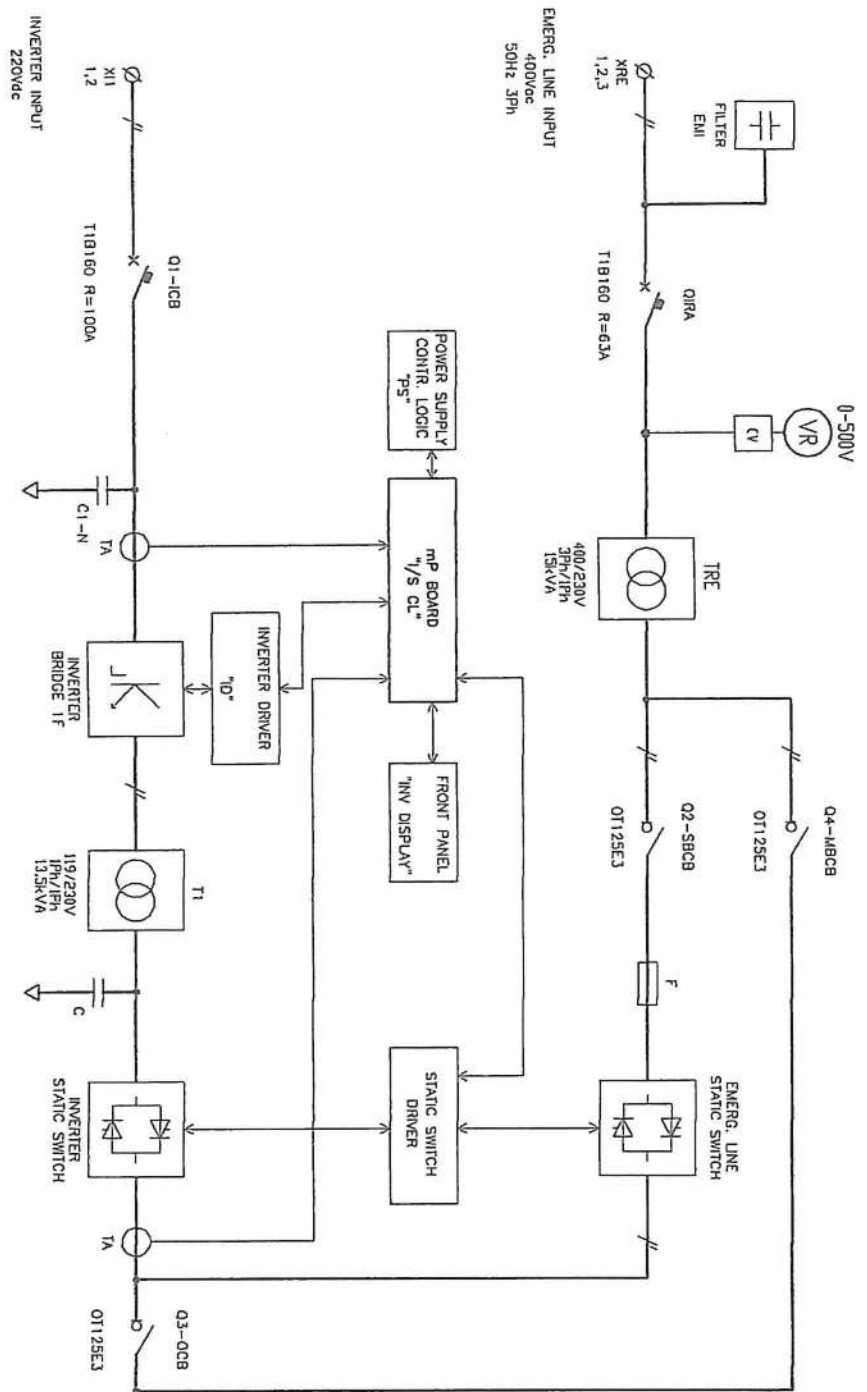 FILTER
EMI
XRE
1,2,3
EMERG. LINE INPUT
400Vac
50Hz 3Ph
QIRA
T1B160 R=63A
0-500V
VR
CV
TRE
400/230V
3Ph/1Ph
15kVA
Q4-MBCB
OT125E3
Q2-SBCB
OT125E3
F
EMERG. LINE
STATIC SWITCH
POWER SUPPLY
CONTR. LOGIC
"PS"
mP BOARD
"I/S CL"
FRONT PANEL
"INV DISPLAY"
STATIC SWITCH
DRIVER
INVERTER DRIVER
"ID"
XI1
1,2
INVERTER INPUT
220Vdc
Q1-ICB
T1B160 R=100A
C1-N
TA
INVERTER
BRIDGE 1F
T1
119/230V
1Ph/1Ph
13.5kVA
C
INVERTER
STATIC SWITCH
TA
Q3-OCB
OT125E3